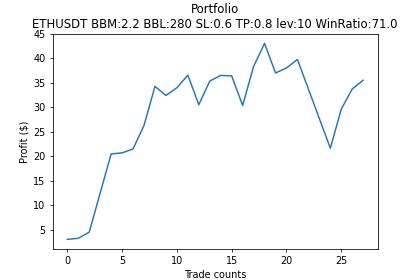 Portfolio
ETHUSDT BBM:2.2 BBL:280 SL:0.6 TP:0.8 lev:10 WinRatio:71.0
45
40
35
30
25
20
15
10
5
Profit ($)
0 5 10 15 20 25
Trade counts